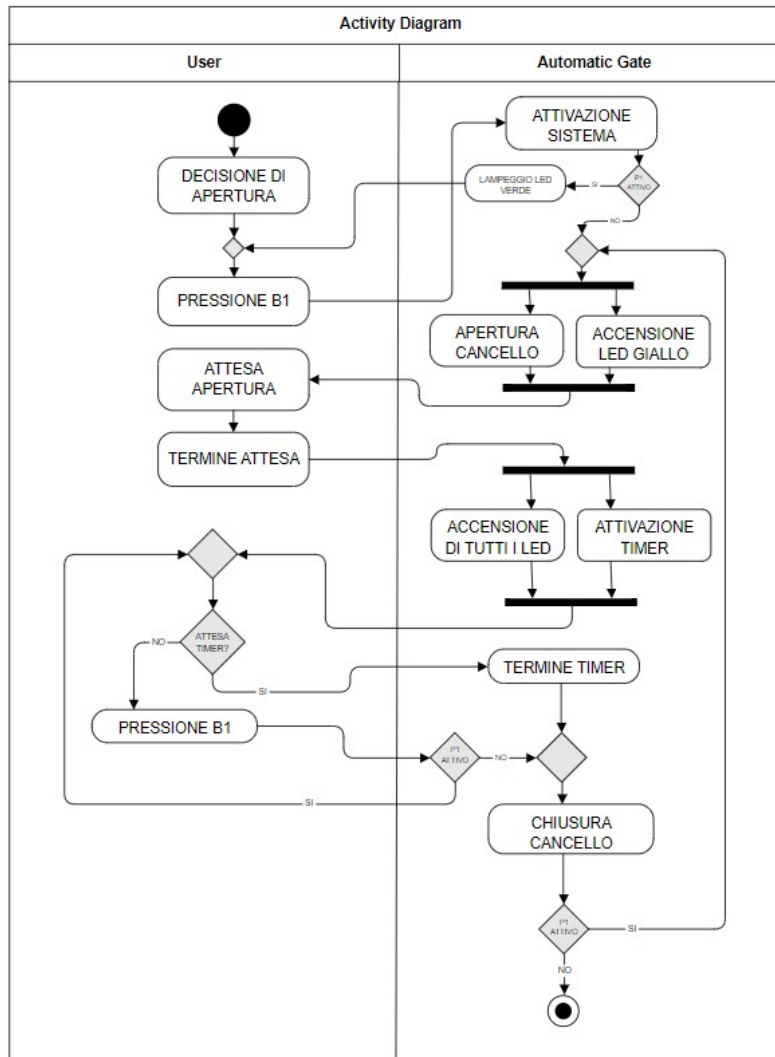 Activity Diagram
User
Automatic Gate
ATTIVAZIONE
SISTEMA
DECISIONE DI
APERTURA
LAMPEGGIO LED
VERDE
SI
P1
ATTIVO
NO
PRESSIONE B1
APERTURA
CANCELLO
ACCENSIONE
LED GIALLO
ATTESA
APERTURA
TERMINE ATTESA
ACCENSIONE
DI TUTTI I LED
ATTIVAZIONE
TIMER
ATTESA
TIMER?
NO
SI
TERMINE TIMER
PRESSIONE B1
P1
ATTIVO
NO
SI
CHIUSURA
CANCELLO
P1
ATTIVO
SI
NO